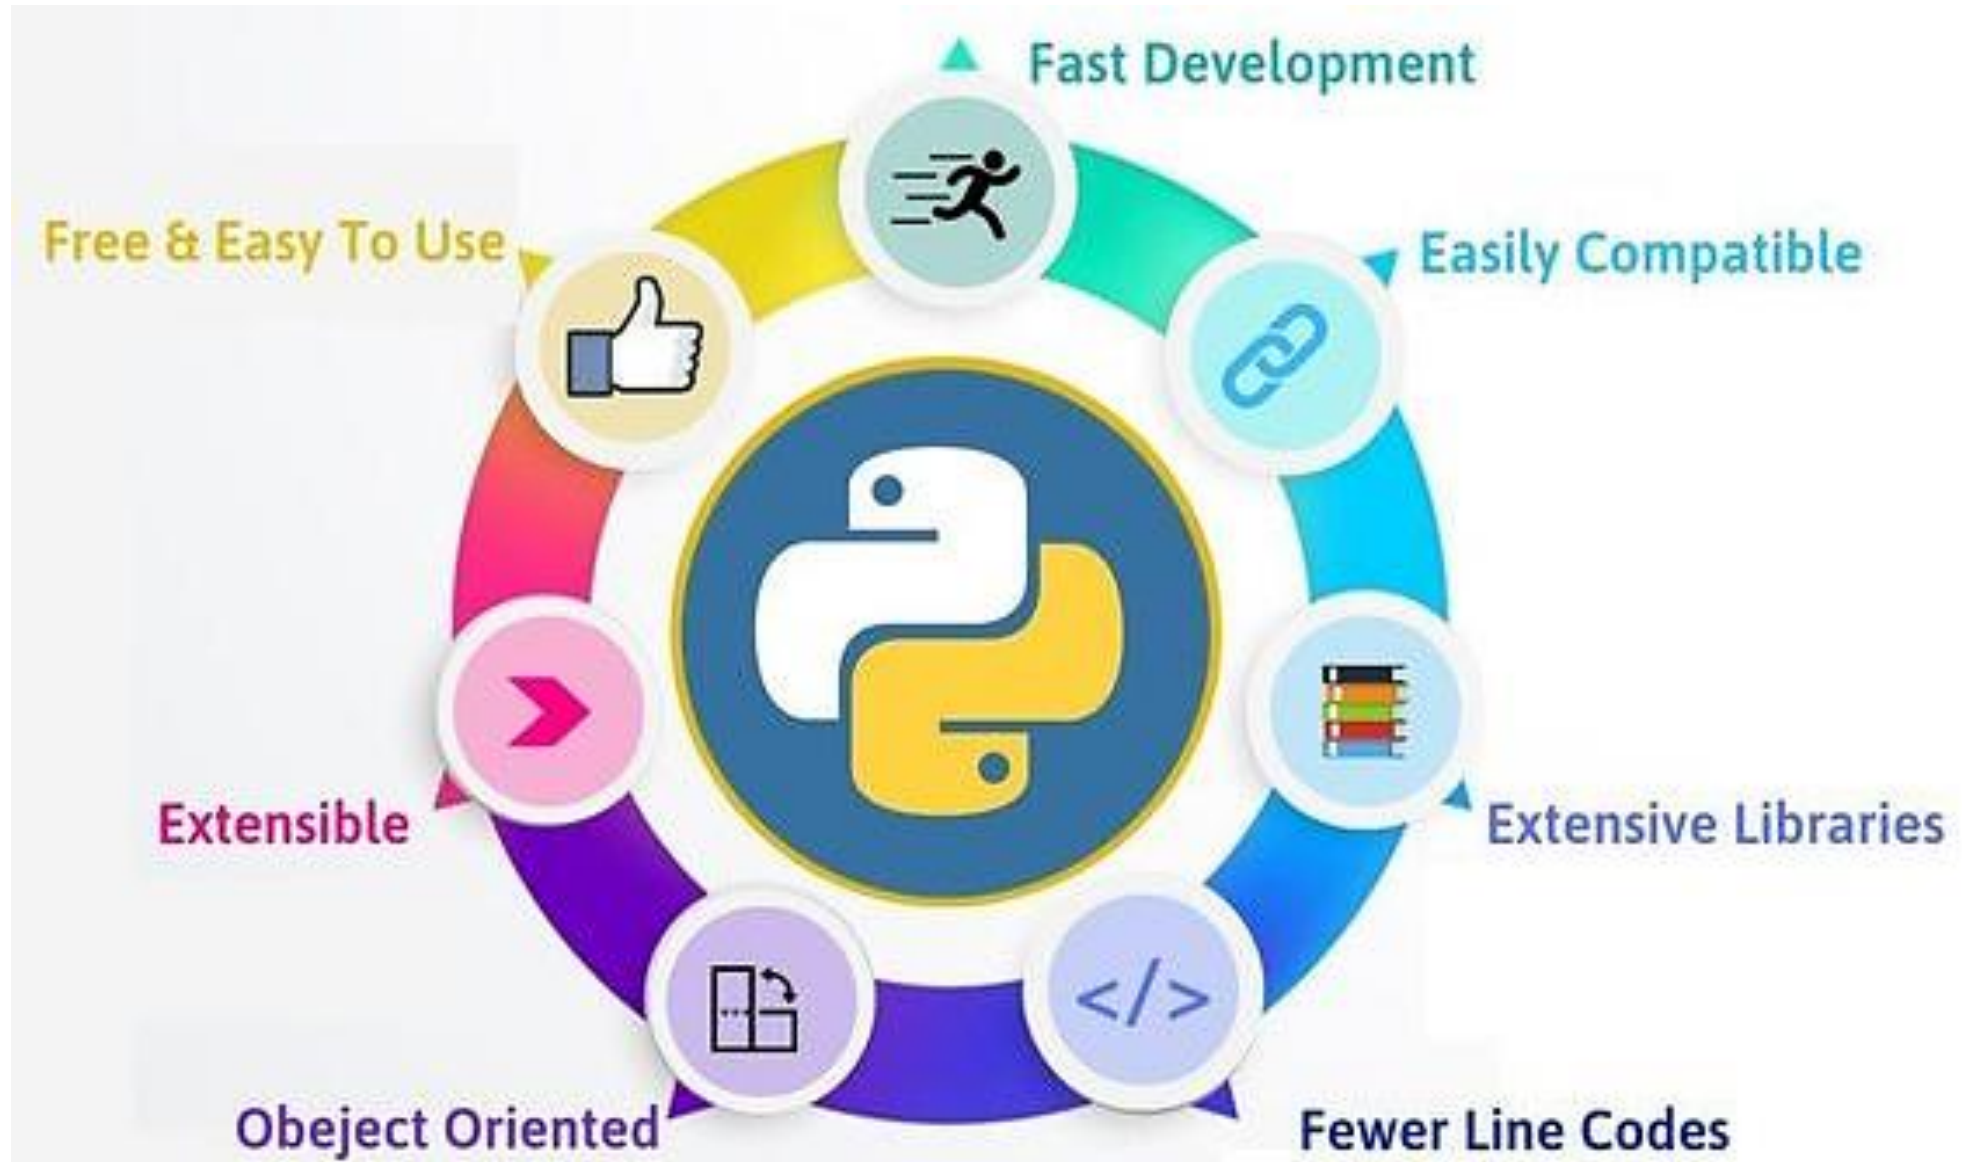 Fast Development
Free & Easy To Use
Easily Compatible
</>
Extensible
Extensive Libraries
Obeject Oriented
Fewer Line Codes